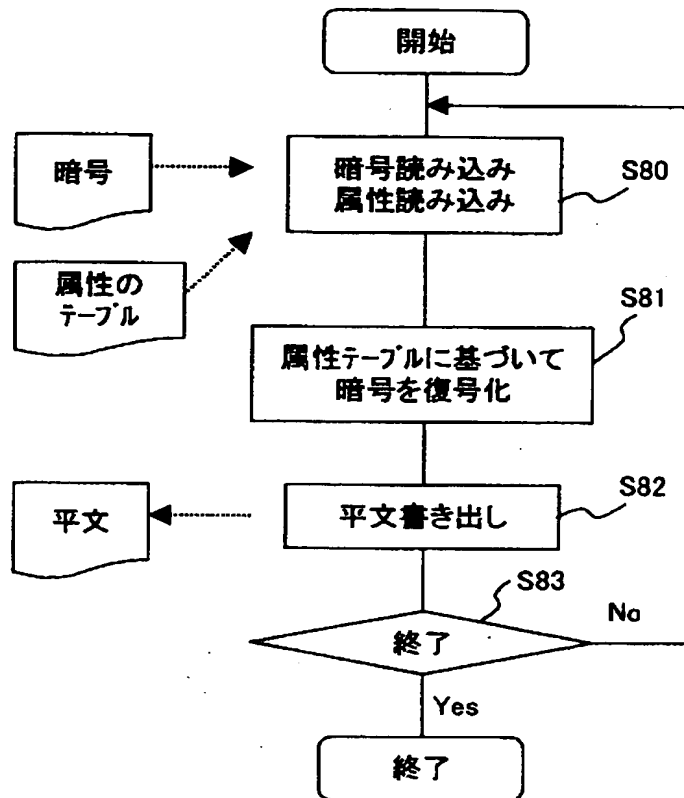 開始
暗号
暗号読み込み
属性読み込み
S80
属性の
テーブル
S81
属性テーブルに基づいて
暗号を復号化
S82
平文
平文書き出し
S83
No
終了
Yes
終了